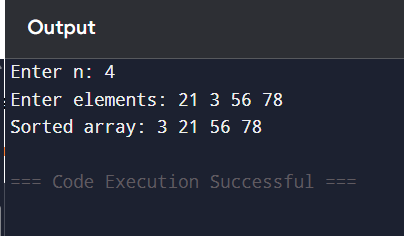 Output
Enter n: 4
Enter elements: 21 3 56 78
Sorted array: 3 21 56 78
=== Code Execution Successful ===